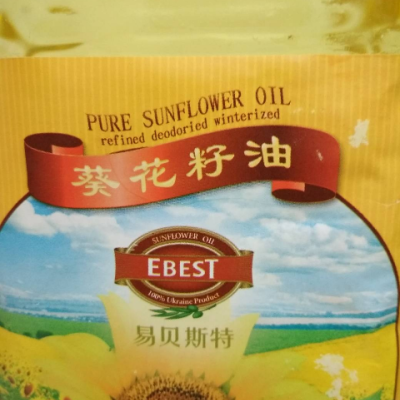 PURE SUNFLOWER OIL
refined deodoried winterized
葵花籽油
SUNFLOWER OIL
EBEST
100% Ukraine Product
易贝斯特